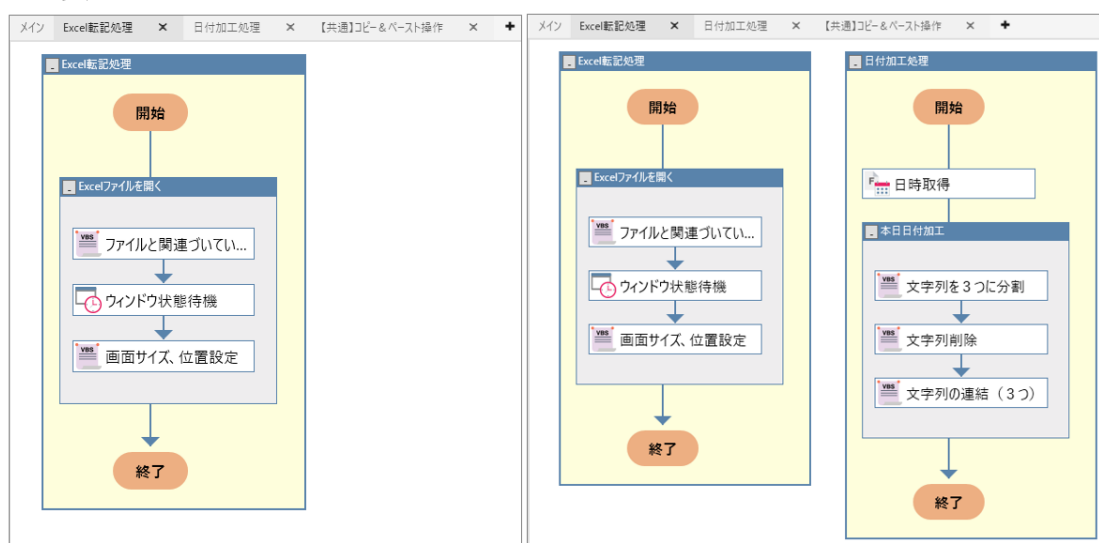 メイン Excel転記処理 × 日付加工処理 × 【共通】コピー&ペースト操作 × +
Excel転記処理
開始
Excelファイルを開く
VBS ファイルと関連づいてい...
ウィンドウ状態待機
VBS 画面サイズ、位置設定
終了
メイン Excel転記処理 × 日付加工処理 × 【共通】コピー&ペースト操作 × +
Excel転記処理
開始
Excelファイルを開く
VBS ファイルと関連づいてい...
ウィンドウ状態待機
VBS 画面サイズ、位置設定
終了
日付加工処理
開始
F 日時取得
本日日付加工
VBS 文字列を3つに分割
VBS 文字列削除
VBS 文字列の連結(3つ)
終了